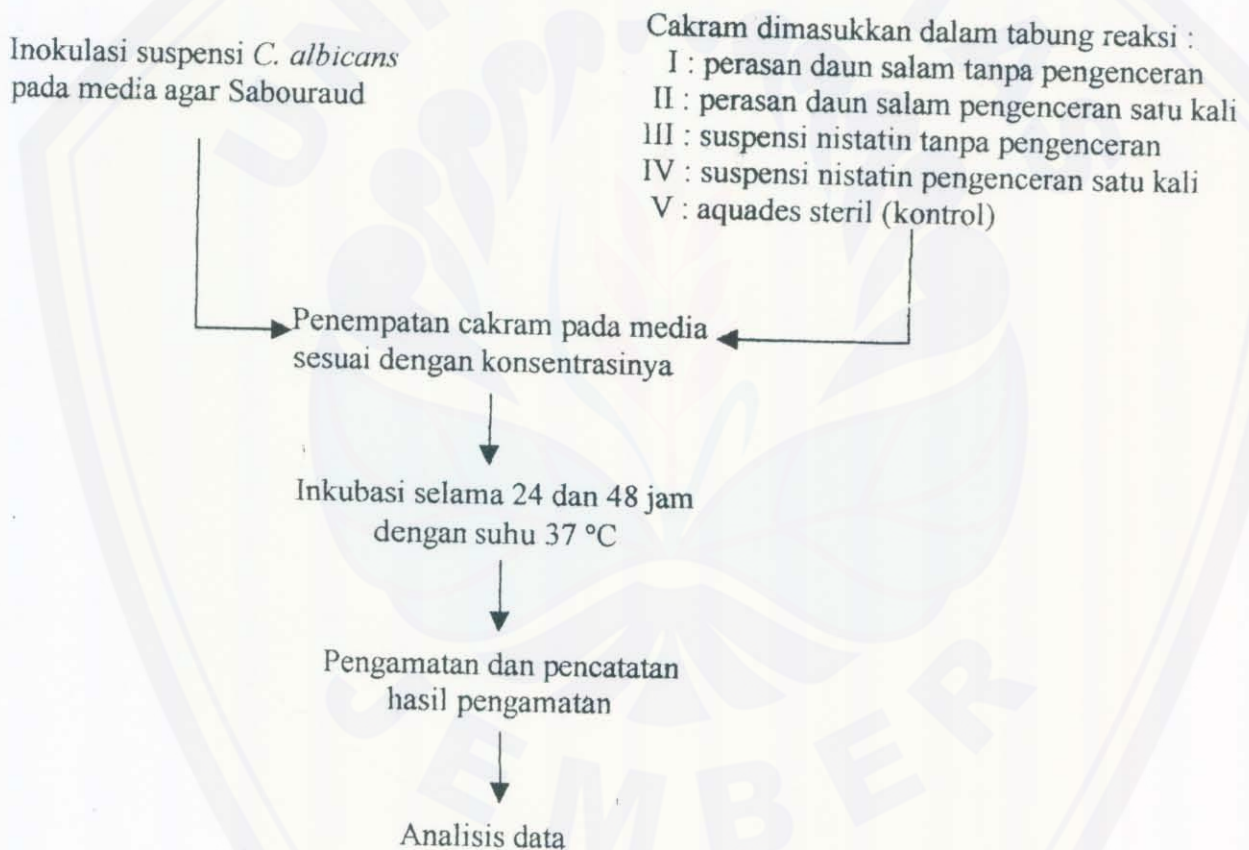 Inokulasi suspensi C. albicans
pada media agar Sabouraud
Cakram dimasukkan dalam tabung reaksi :
I : perasan daun salam tanpa pengenceran
II : perasan daun salam pengenceran satu kali
III : suspensi nistatin tanpa pengenceran
IV : suspensi nistatin pengenceran satu kali
V : aquades steril (kontrol)
Penempatan cakram pada media
sesuai dengan konsentrasinya
Inkubasi selama 24 dan 48 jam
dengan suhu 37 °C
Pengamatan dan pencatatan
hasil pengamatan
Analisis data